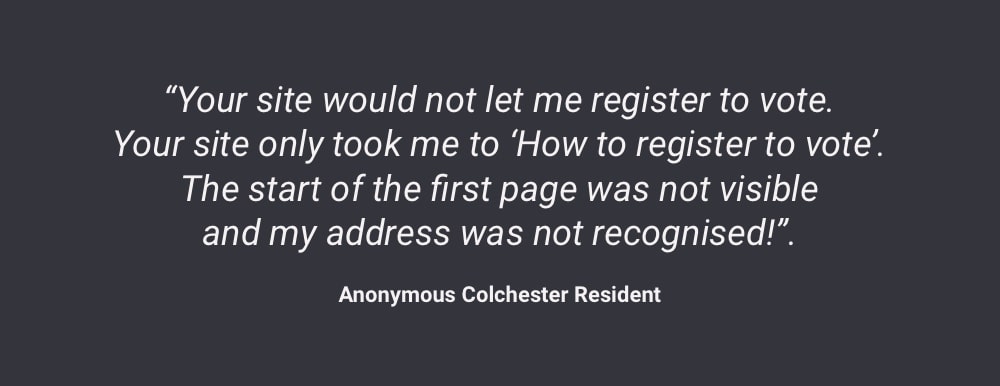 “Your site would not let me register to vote.
Your site only took me to ‘How to register to vote’.
The start of the first page was not visible
and my address was not recognised!”.
Anonymous Colchester Resident